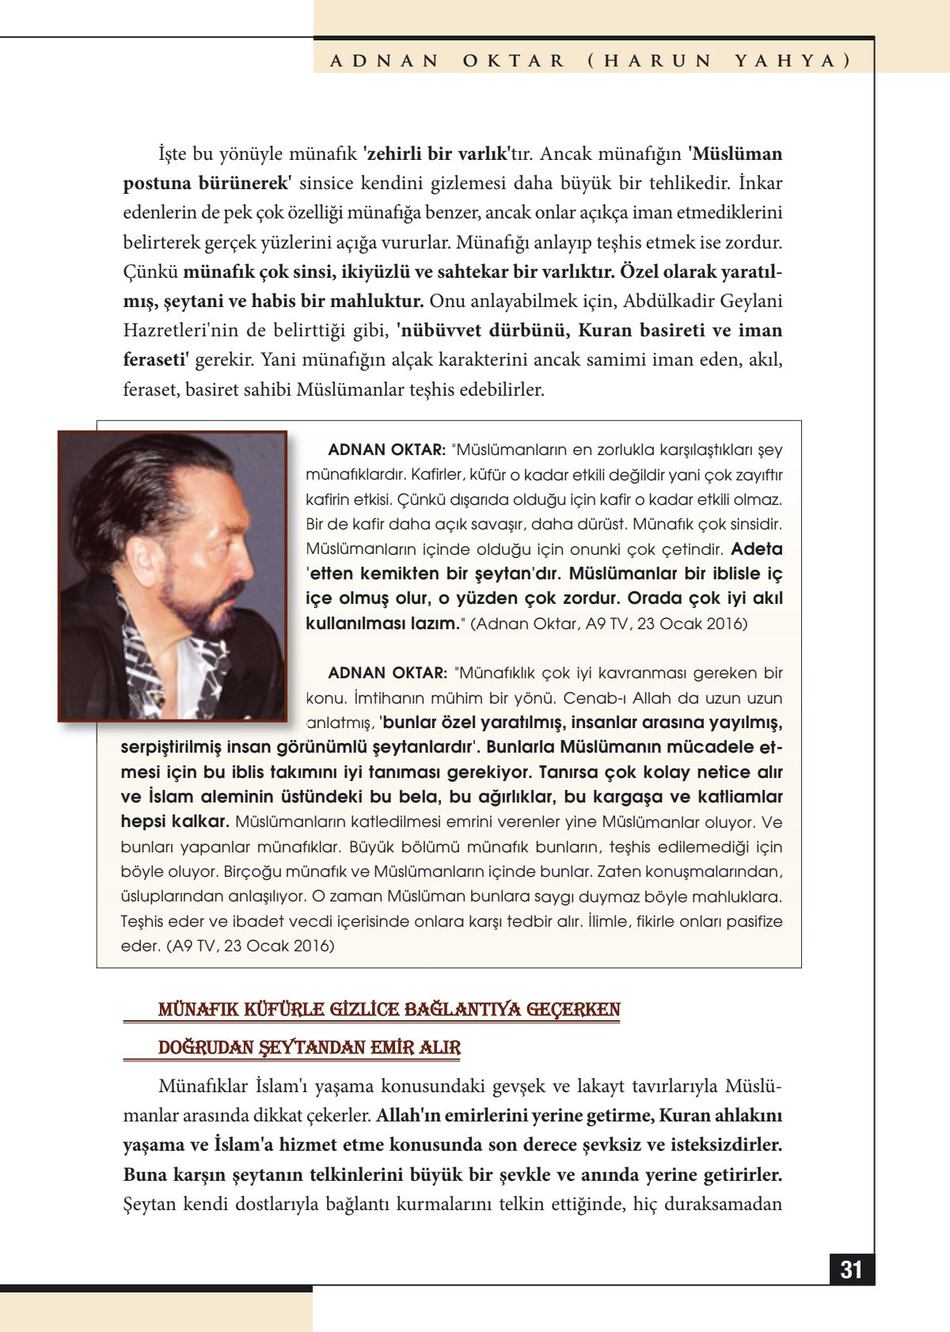 ADNAN OKTAR (HARUN YAHYA)
İşte bu yönüyle münafık 'zehirli bir varlık'tır. Ancak münafığın 'Müslüman
postuna bürünerek' sinsice kendini gizlemesi daha büyük bir tehlikedir. İnkar
edenlerin de pek çok özelliği münafığa benzer, ancak onlar açıkça iman etmediklerini
belirterek gerçek yüzlerini açığa vururlar. Münafığı anlayıp teşhis etmek ise zordur.
Çünkü münafık çok sinsi, ikiyüzlü ve sahtekar bir varlıktır. Özel olarak yaratıl-
mış, şeytani ve habis bir mahluktur. Onu anlayabilmek için, Abdülkadir Geylani
Hazretleri'nin de belirttiği gibi, 'nübüvvet dürbünü, Kuran basireti ve iman
feraseti' gerekir. Yani münafığın alçak karakterini ancak samimi iman eden, akıl,
feraset, basiret sahibi Müslümanlar teşhis edebilirler.
ADNAN OKTAR: "Müslümanların en zorlukla karşılaştıkları şey
münafıklardır. Kafirler, küfür o kadar etkili değildir yani çok zayıftır
kafirin etkisi. Çünkü dışarıda olduğu için kafir o kadar etkili olmaz.
Bir de kafir daha açık savaşır, daha dürüst. Münafık çok sinsidir.
Müslümanların içinde olduğu için onunki çok çetindir. Adeta
'etten kemikten bir şeytan'dır. Müslümanlar bir iblisle iç
içe olmuş olur, o yüzden çok zordur. Orada çok iyi akıl
kullanılması lazım." (Adnan Oktar, A9 TV, 23 Ocak 2016)
ADNAN OKTAR: "Münafıklık çok iyi kavranması gereken bir
konu. İmtihanın mühim bir yönü. Cenab-ı Allah da uzun uzun
anlatmış, 'bunlar özel yaratılmış, insanlar arasına yayılmış,
serpiştirilmiş insan görünümlü şeytanlardır'. Bunlarla Müslümanın mücadele et-
mesi için bu iblis takımını iyi tanıması gerekiyor. Tanırsa çok kolay netice alır
ve İslam aleminin üstündeki bu bela, bu ağırlıklar, bu kargaşa ve katliamlar
hepsi kalkar. Müslümanların katledilmesi emrini verenler yine Müslümanlar oluyor. Ve
bunları yapanlar münafıklar. Büyük bölümü münafık bunların, teşhis edilemediği için
böyle oluyor. Birçoğu münafık ve Müslümanların içinde bunlar. Zaten konuşmalarından,
üsluplarından anlaşılıyor. O zaman Müslüman bunlara saygı duymaz böyle mahluklara.
Teşhis eder ve ibadet vecdi içerisinde onlara karşı tedbir alır. İlimle, fikirle onları pasifize
eder. (A9 TV, 23 Ocak 2016)
MÜNAFIK KÜFÜRLE GİZLİCE BAĞLANTIYA GEÇERKEN
DOĞRUDAN ŞEYTANDAN EMİR ALIR
Münafıklar İslam'ı yaşama konusundaki gevşek ve lakayt tavırlarıyla Müslü-
manlar arasında dikkat çekerler. Allah'ın emirlerini yerine getirme, Kuran ahlakını
yaşama ve İslam'a hizmet etme konusunda son derece şevksiz ve isteksizdirler.
Buna karşın şeytanın telkinlerini büyük bir şevkle ve anında yerine getirirler.
Şeytan kendi dostlarıyla bağlantı kurmalarını telkin ettiğinde, hiç duraksamadan
31